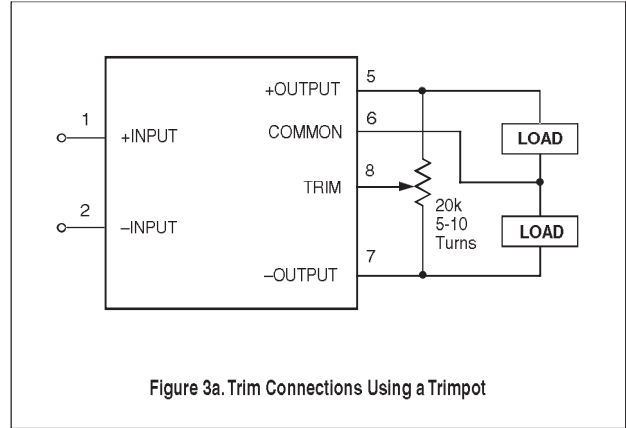 +OUTPUT
5
COMMON
6
1
+INPUT
LOAD
TRIM
8
20k
5-10
Turns
2
–INPUT
LOAD
–OUTPUT
7
Figure 3a. Trim Connections Using a Trimpot